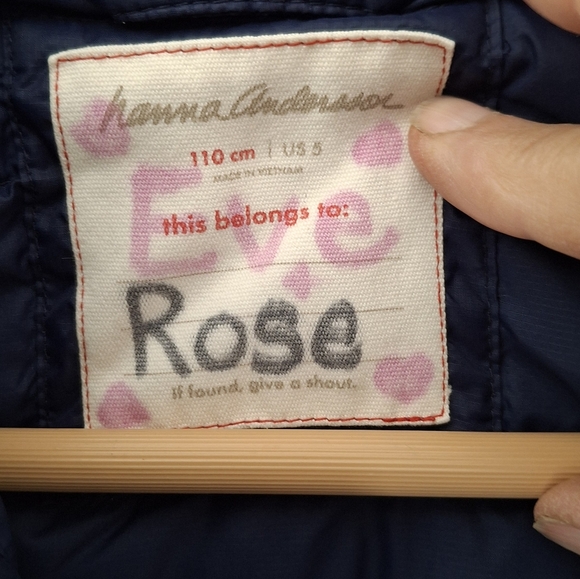 hanna andersson
110 cm | US 5
MADE IN VIETNAM
this belongs to:
Eve
Rose
If found, give a shout.